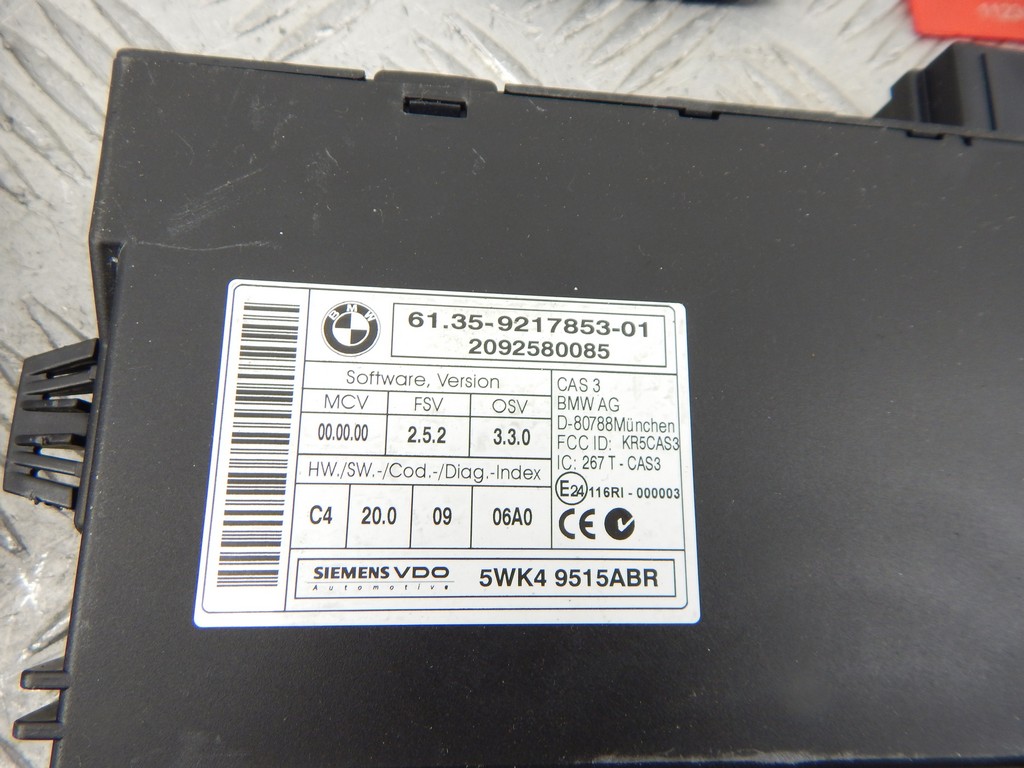 1123
BMW
61.35-9217853-01
2092580085
Software, Version
MCV FSV OSV
00.00.00 2.5.2 3.3.0
HW./SW.-/Cod.-/Diag.-Index
C4 20.0 09 06A0
CAS 3
BMW AG
D-80788München
FCC ID: KR5CAS3
IC: 267 T - CAS3
E24 116RI - 000003
CE
SIEMENS VDO
Automotive
5WK4 9515ABR